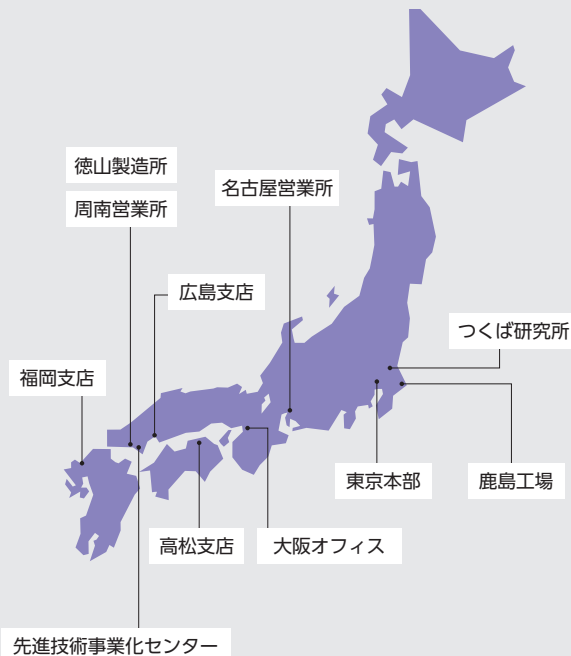 徳山製造所
周南営業所
名古屋営業所
広島支店
つくば研究所
福岡支店
東京本部
鹿島工場
高松支店
大阪オフィス
先進技術事業化センター